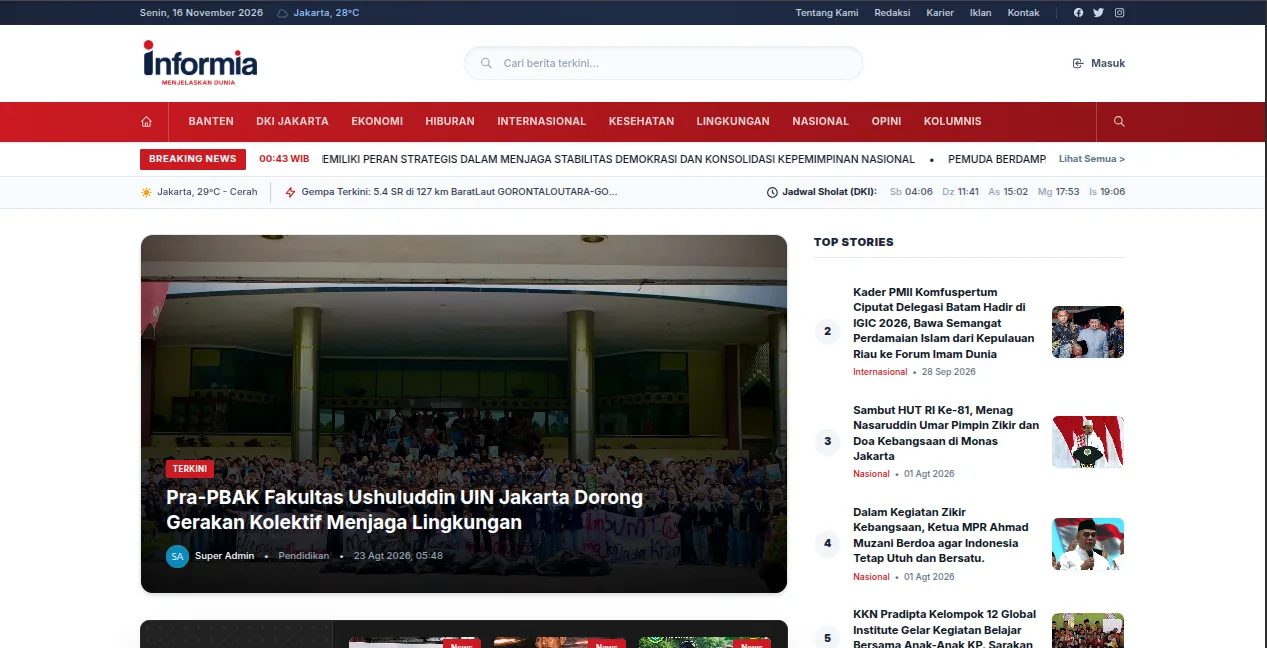 Senin, 16 November 2026 Jakarta, 28°C Tentang Kami Redaksi Karier Iklan Kontak
informia
MENJELASKAN DUNIA
Cari berita terkini...
Masuk
BANTEN DKI JAKARTA EKONOMI HIBURAN INTERNASIONAL KESEHATAN LINGKUNGAN NASIONAL OPINI KOLUMNIS
BREAKING NEWS 00:43 WIB EMILIKI PERAN STRATEGIS DALAM MENJAGA STABILITAS DEMOKRASI DAN KONSOLIDASI KEPEMIMPINAN NASIONAL • PEMUDA BERDAMP Lihat Semua >
Jakarta, 29°C - Cerah Gempa Terkini: 5.4 SR di 127 km BaratLaut GORONTALOUTARA-GO... Jadwal Sholat (DKI): Sb 04:06 Dz 11:41 As 15:02 Mg 17:53 Is 19:06
TERKINI
Pra-PBAK Fakultas Ushuluddin UIN Jakarta Dorong
Gerakan Kolektif Menjaga Lingkungan
SA Super Admin • Pendidikan • 23 Agt 2026, 05:48
News News News
TOP STORIES
2
Kader PMII Komfuspertum
Ciputat Delegasi Batam Hadir di
IGIC 2026, Bawa Semangat
Perdamaian Islam dari Kepulauan
Riau ke Forum Imam Dunia
Internasional • 28 Sep 2026
3
Sambut HUT RI Ke-81, Menag
Nasaruddin Umar Pimpin Zikir dan
Doa Kebangsaan di Monas
Jakarta
Nasional • 01 Agt 2026
4
Dalam Kegiatan Zikir
Kebangsaan, Ketua MPR Ahmad
Muzani Berdoa agar Indonesia
Tetap Utuh dan Bersatu.
Nasional • 01 Agt 2026
5
KKN Pradipta Kelompok 12 Global
Institute Gelar Kegiatan Belajar
Bersama Anak-Anak KP. Sarakan